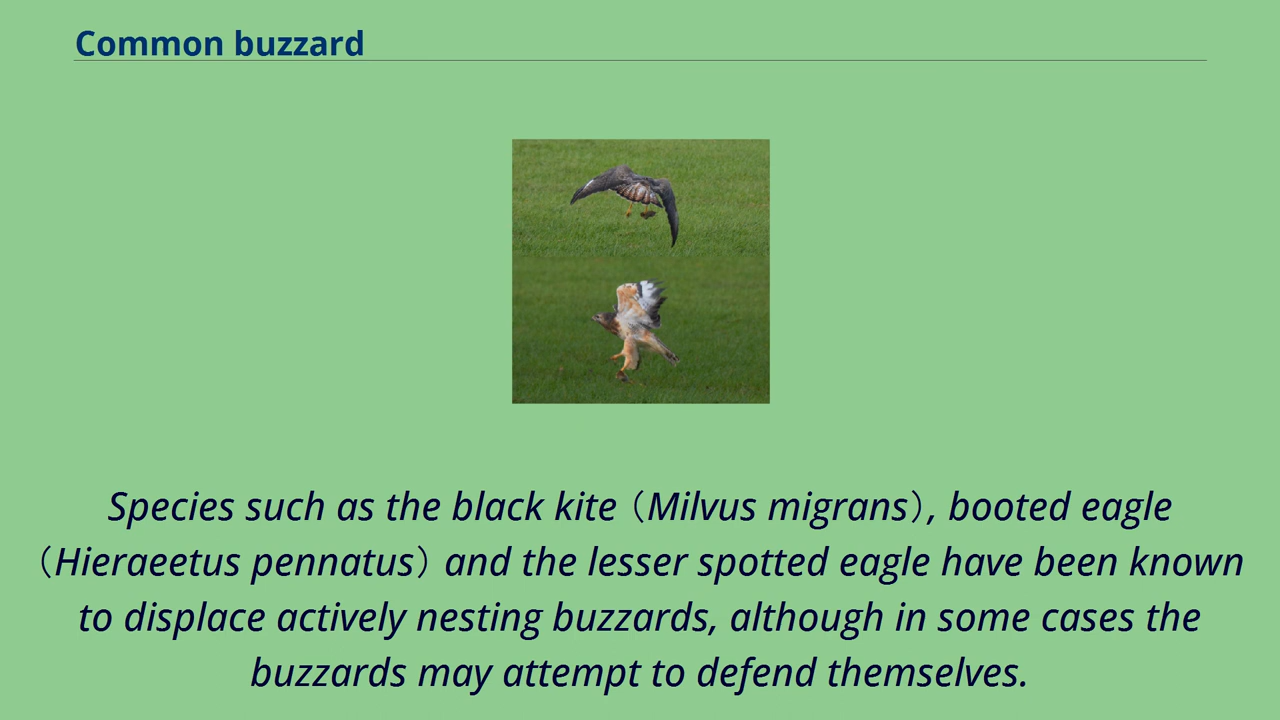 Common buzzard
Species such as the black kite (Milvus migrans), booted eagle
(Hieraeetus pennatus) and the lesser spotted eagle have been known
to displace actively nesting buzzards, although in some cases the
buzzards may attempt to defend themselves.